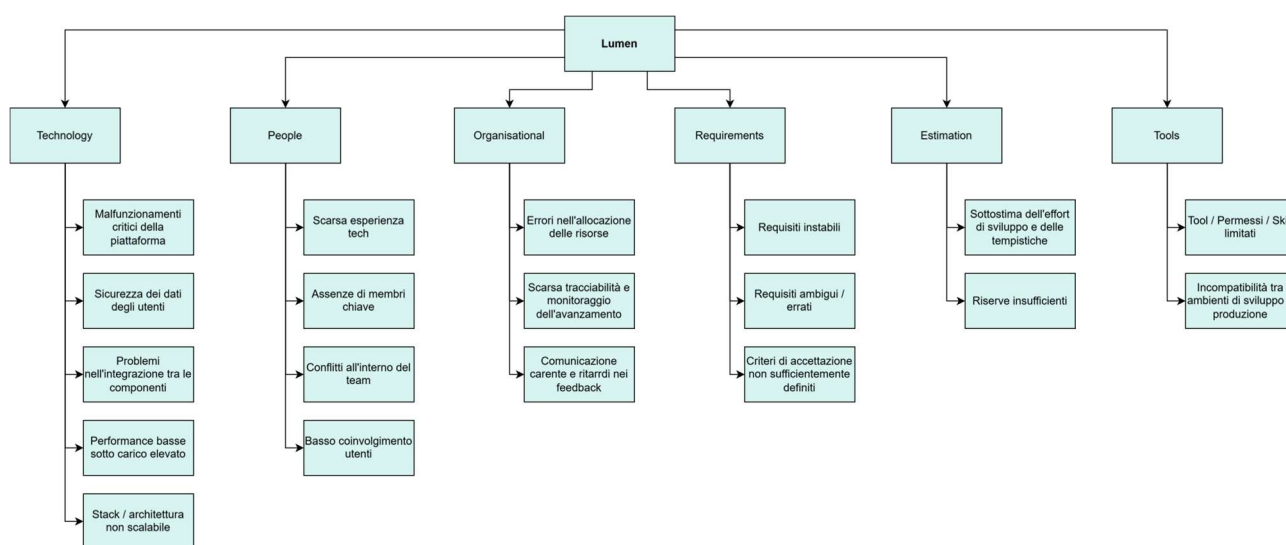 Lumen
Technology
People
Organisational
Requirements
Estimation
Tools
Malfunzionamenti
critici della
piattaforma
Sicurezza dei dati
degli utenti
Problemi
nell'integrazione tra le
componenti
Performance basse
sotto carico elevato
Stack / architettura
non scalabile
Scarsa esperienza
tech
Assenze di membri
chiave
Conflitti all'interno del
team
Basso coinvolgimento
utenti
Errori nell'allocazione
delle risorse
Scarsa tracciabilità e
monitoraggio
dell'avanzamento
Comunicazione
carente e ritarrdi nei
feedback
Requisiti instabili
Requisiti ambigui /
errati
Criteri di accettazione
non sufficientemente
definiti
Sottostima dell'effort
di sviluppo e delle
tempistiche
Riserve insufficienti
Tool / Permessi /
limitati
Incompatibilità tra
ambienti di sviluppo
produzione